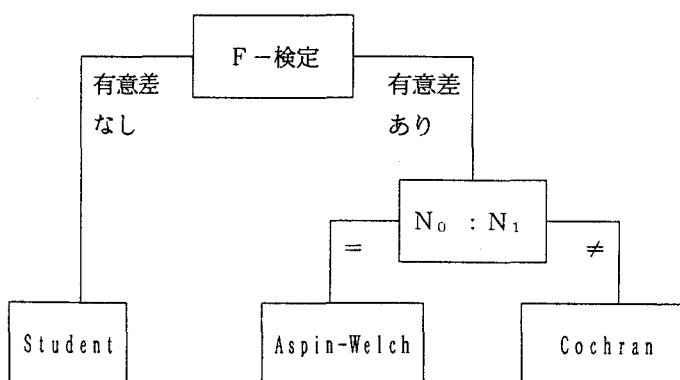 F－検定
有意差
なし
有意差
あり
N₀ : N₁
=
≠
Student
Aspin-Welch
Cochran